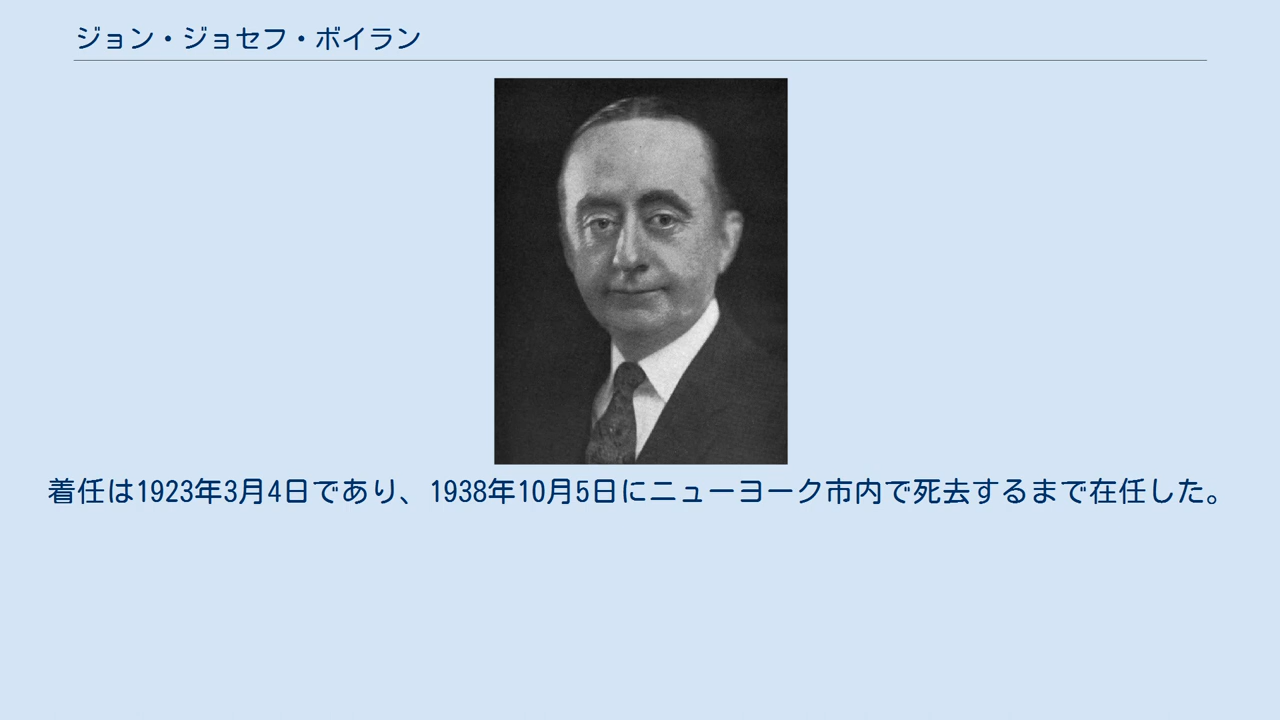 ジョン・ジョセフ・ボイラン
着任は1923年3月4日であり、1938年10月5日にニューヨーク市内で死去するまで在任した。